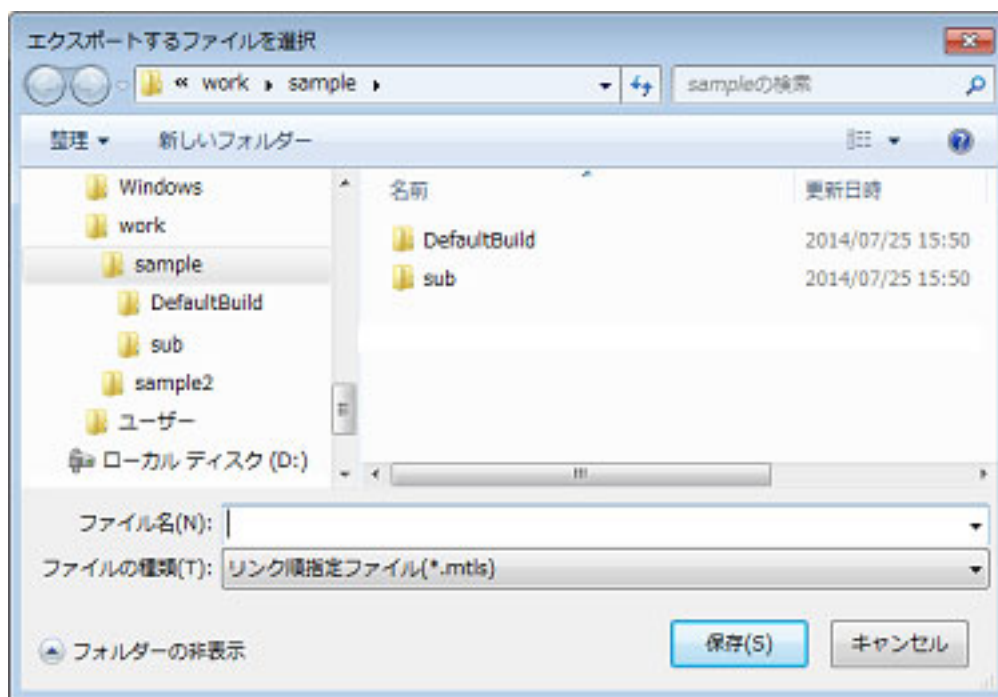 エクスポートするファイルを選択
« work sample
sampleの検索
整理 新しいフォルダー
Windows
work
sample
DefaultBuild
sub
sample2
ユーザー
ローカル ディスク (D:)
名前 更新日時
DefaultBuild 2014/07/25 15:50
sub 2014/07/25 15:50
ファイル名(N):
ファイルの種類(T): リンク順指定ファイル(*.mtls)
フォルダーの非表示
保存(S) キャンセル